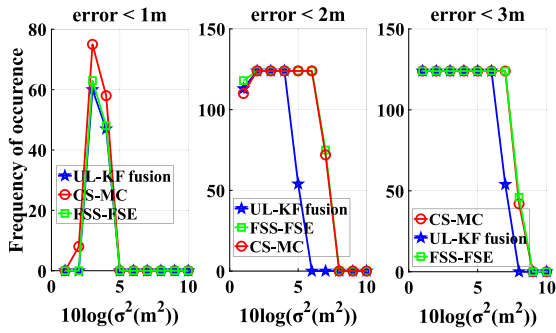 error < 1m
error < 2m
error < 3m
Frequency of occurence
80
60
40
20
0
UL-KF fusion
CS-MC
FSS-FSE
0 5 10
10log(σ²(m²))
150
100
50
0
UL-KF fusion
FSS-FSE
CS-MC
0 5 10
10log(σ²(m²))
150
100
50
0
CS-MC
UL-KF fusion
FSS-FSE
0 5 10
10log(σ²(m²))